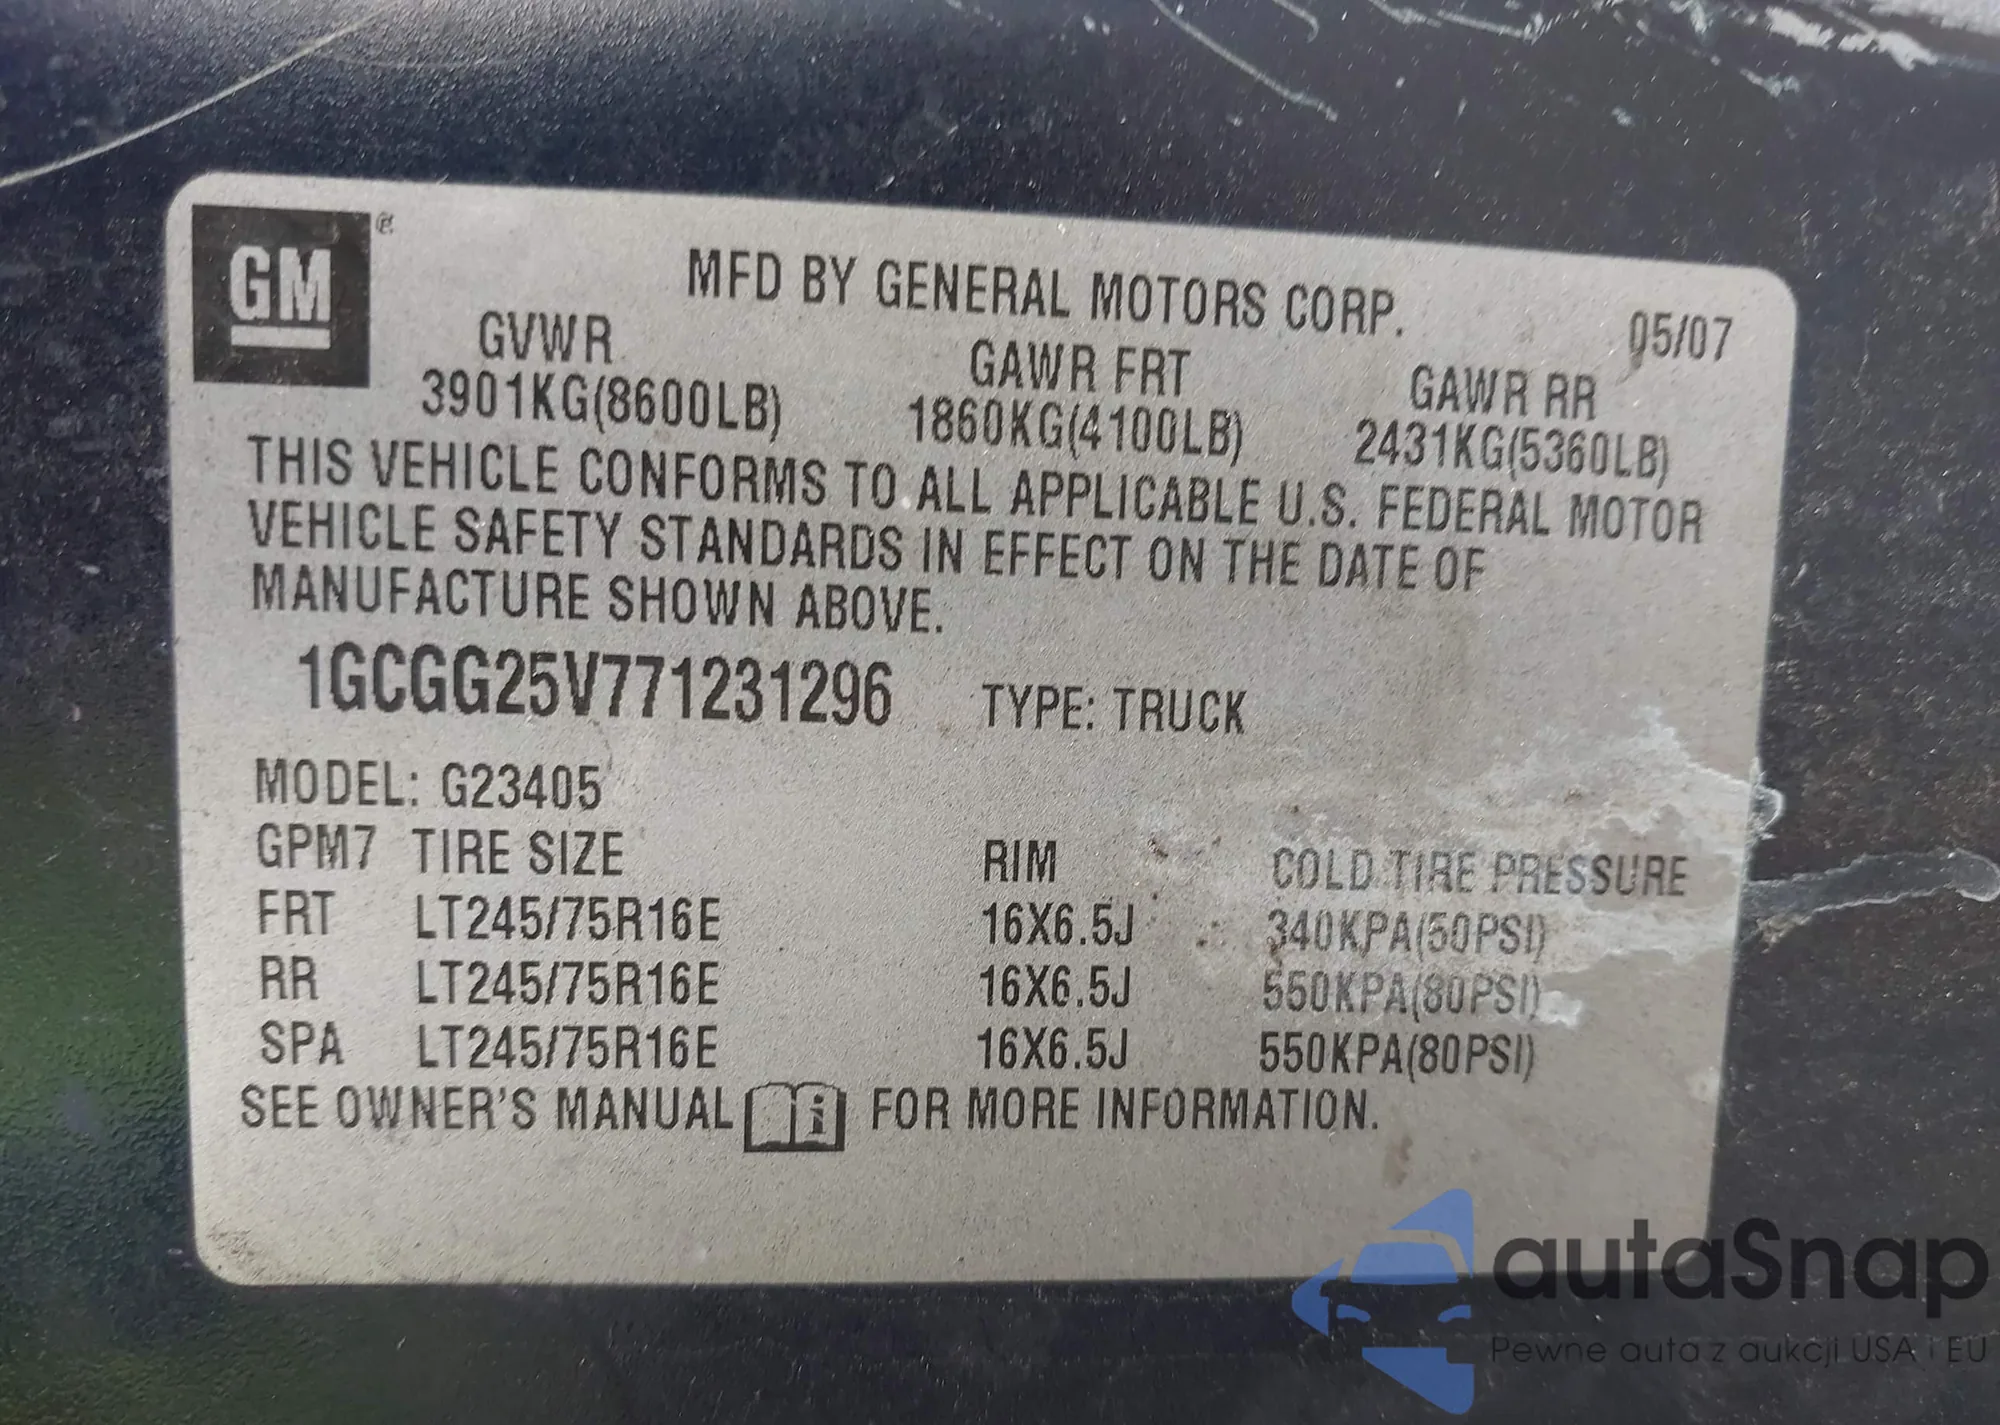 GM
MFD BY GENERAL MOTORS CORP.
05/07
GVWR GAWR FRT GAWR RR
3901KG(8600LB) 1860KG(4100LB) 2431KG(5360LB)
THIS VEHICLE CONFORMS TO ALL APPLICABLE U.S. FEDERAL MOTOR
VEHICLE SAFETY STANDARDS IN EFFECT ON THE DATE OF
MANUFACTURE SHOWN ABOVE.
1GCGG25V771231296 TYPE: TRUCK
MODEL: G23405
GPM7 TIRE SIZE RIM COLD TIRE PRESSURE
FRT LT245/75R16E 16X6.5J 340KPA(50PSI)
RR LT245/75R16E 16X6.5J 550KPA(80PSI)
SPA LT245/75R16E 16X6.5J 550KPA(80PSI)
SEE OWNER'S MANUAL FOR MORE INFORMATION.
autaSnap
Pewne auta z aukcji USA i EU